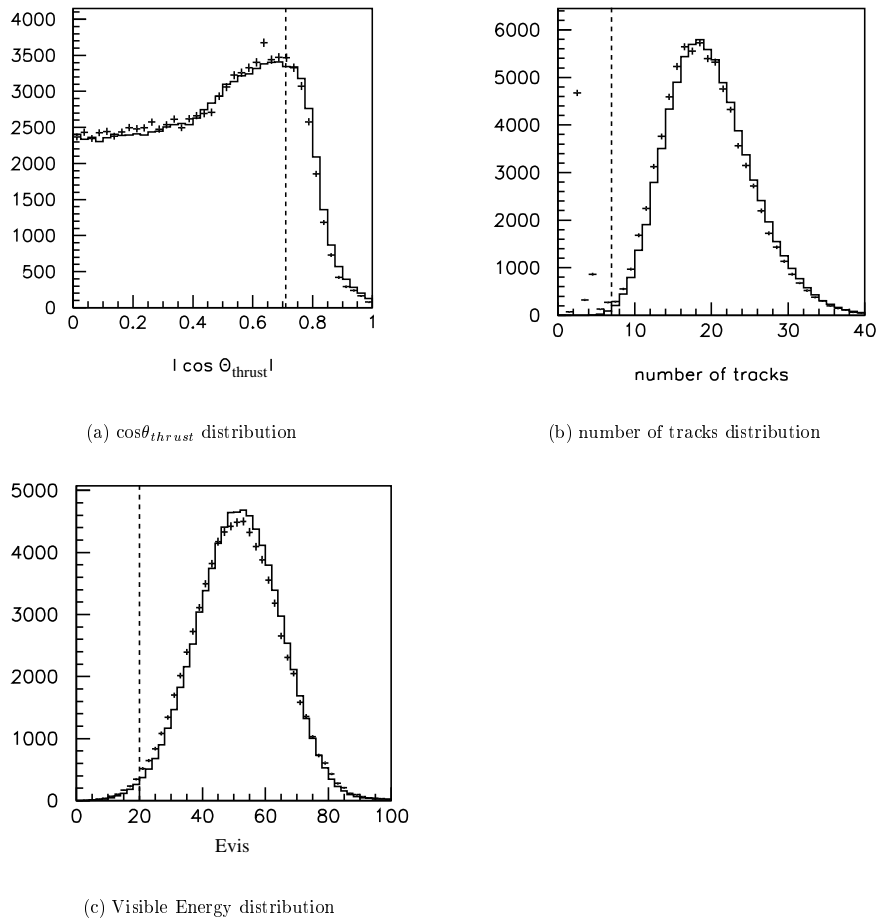 4000
3500
3000
2500
2000
1500
1000
500
0
0 0.2 0.4 0.6 0.8 1
| cos Θthrust|
(a) cosθthrust distribution
6000
5000
4000
3000
2000
1000
0
0 10 20 30 40
number of tracks
(b) number of tracks distribution
5000
4000
3000
2000
1000
0
0 20 40 60 80 100
Evis
(c) Visible Energy distribution